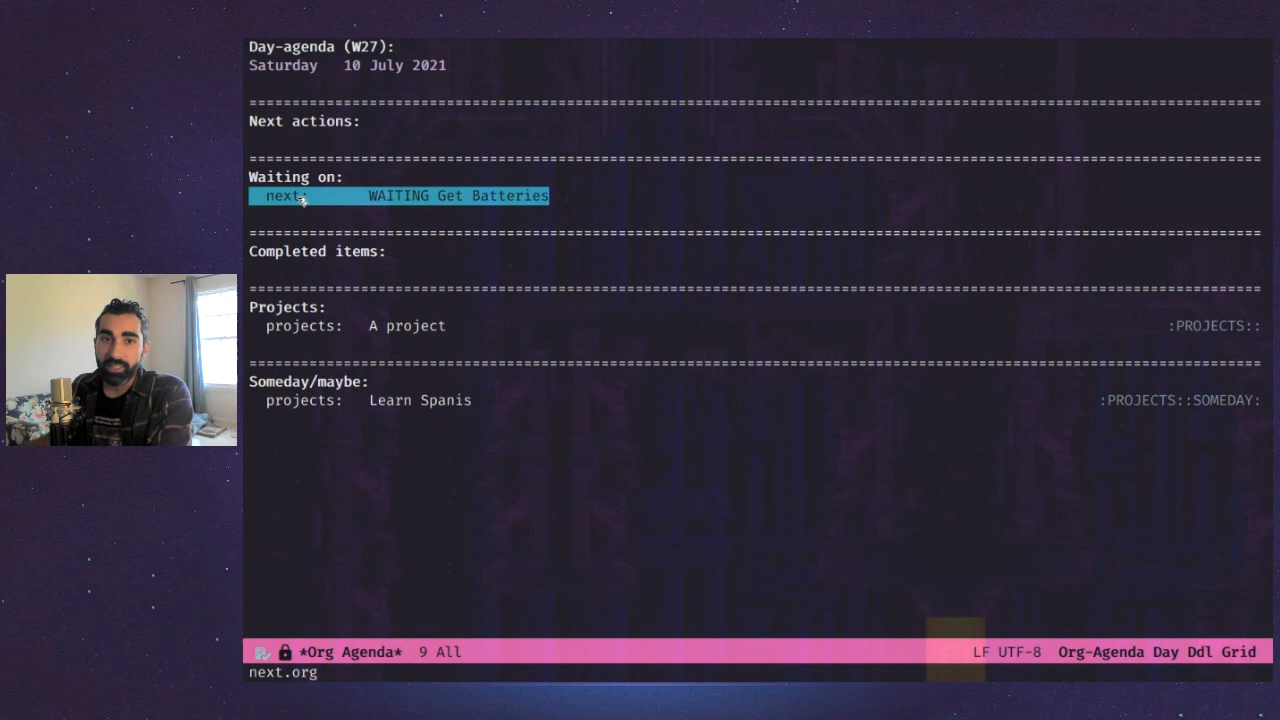 Day-agenda (W27):
Saturday   10 July 2021
======================================================================================================================
Next actions:
======================================================================================================================
Waiting on:
next:       WAITING Get Batteries
======================================================================================================================
Completed items:
======================================================================================================================
Projects:
projects:   A project :PROJECTS::
======================================================================================================================
Someday/maybe:
projects:   Learn Spanis :PROJECTS::SOMEDAY:
*Org Agenda*  9 All LF UTF-8  Org-Agenda Day Ddl Grid
next.org